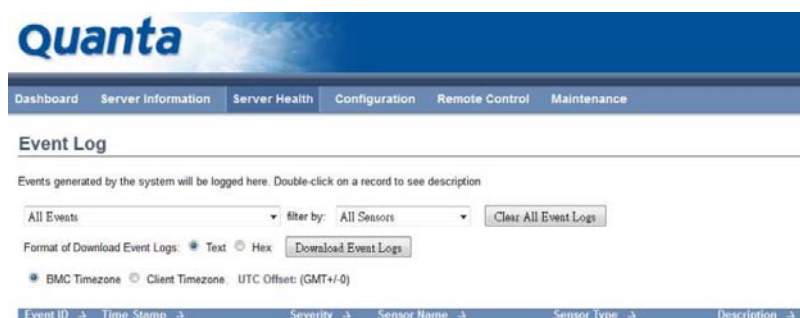 Quanta
Dashboard Server Information Server Health Configuration Remote Control Maintenance
Event Log
Events generated by the system will be logged here. Double-click on a record to see description
All Events filter by: All Sensors Clear All Event Logs
Format of Download Event Logs: Text Hex Download Event Logs
BMC Timezone Client Timezone UTC Offset: (GMT+/-0)
Event ID Time Stamp Severity Sensor Name Sensor Type Description